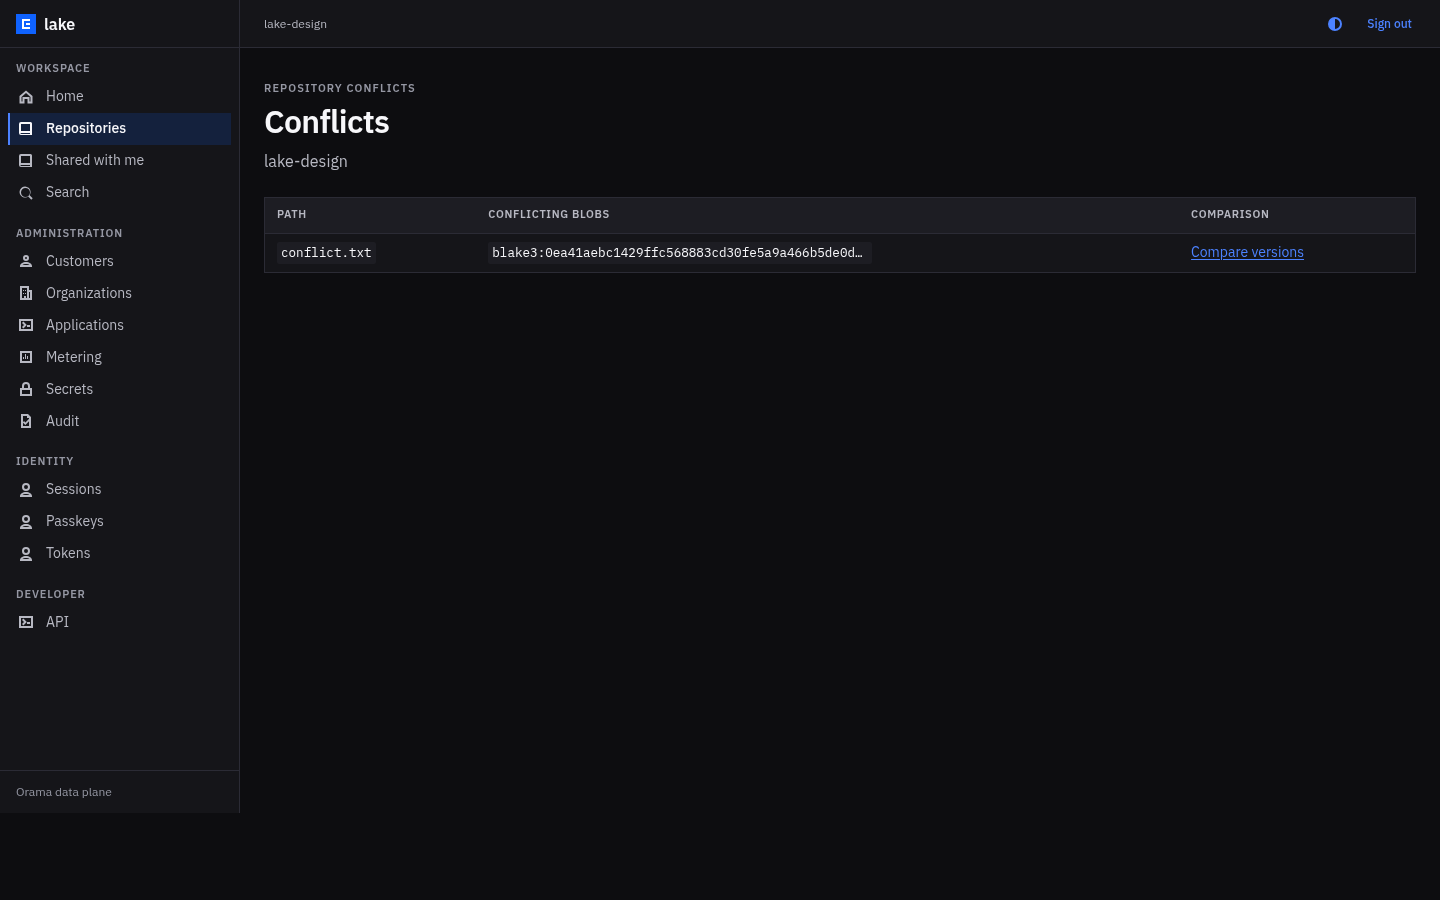 lake
lake-design
Sign out
WORKSPACE
Home
Repositories
Shared with me
Search
ADMINISTRATION
Customers
Organizations
Applications
Metering
Secrets
Audit
IDENTITY
Sessions
Passkeys
Tokens
DEVELOPER
API
Orama data plane
REPOSITORY CONFLICTS
Conflicts
lake-design
PATH CONFLICTING BLOBS COMPARISON
conflict.txt blake3:0ea41aebc1429ffc568883cd30fe5a9a466b5de0d… Compare versions